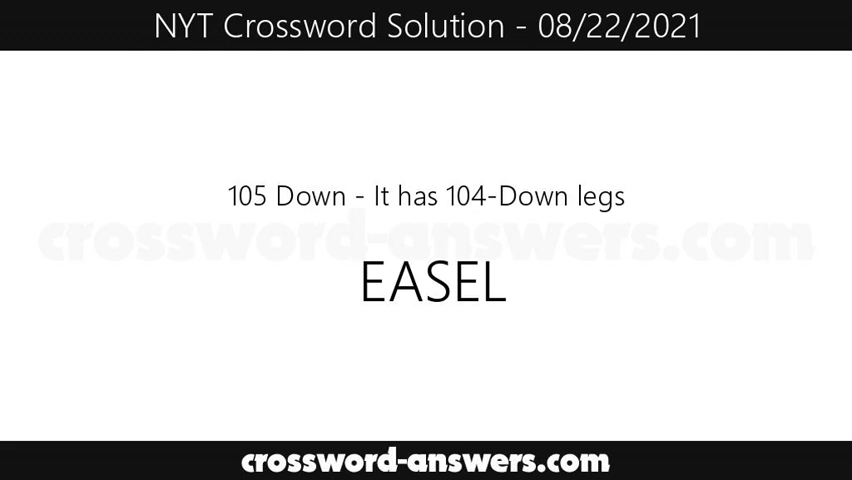 NYT Crossword Solution - 08/22/2021
105 Down - It has 104-Down legs
crossword-answers.com
EASEL
crossword-answers.com